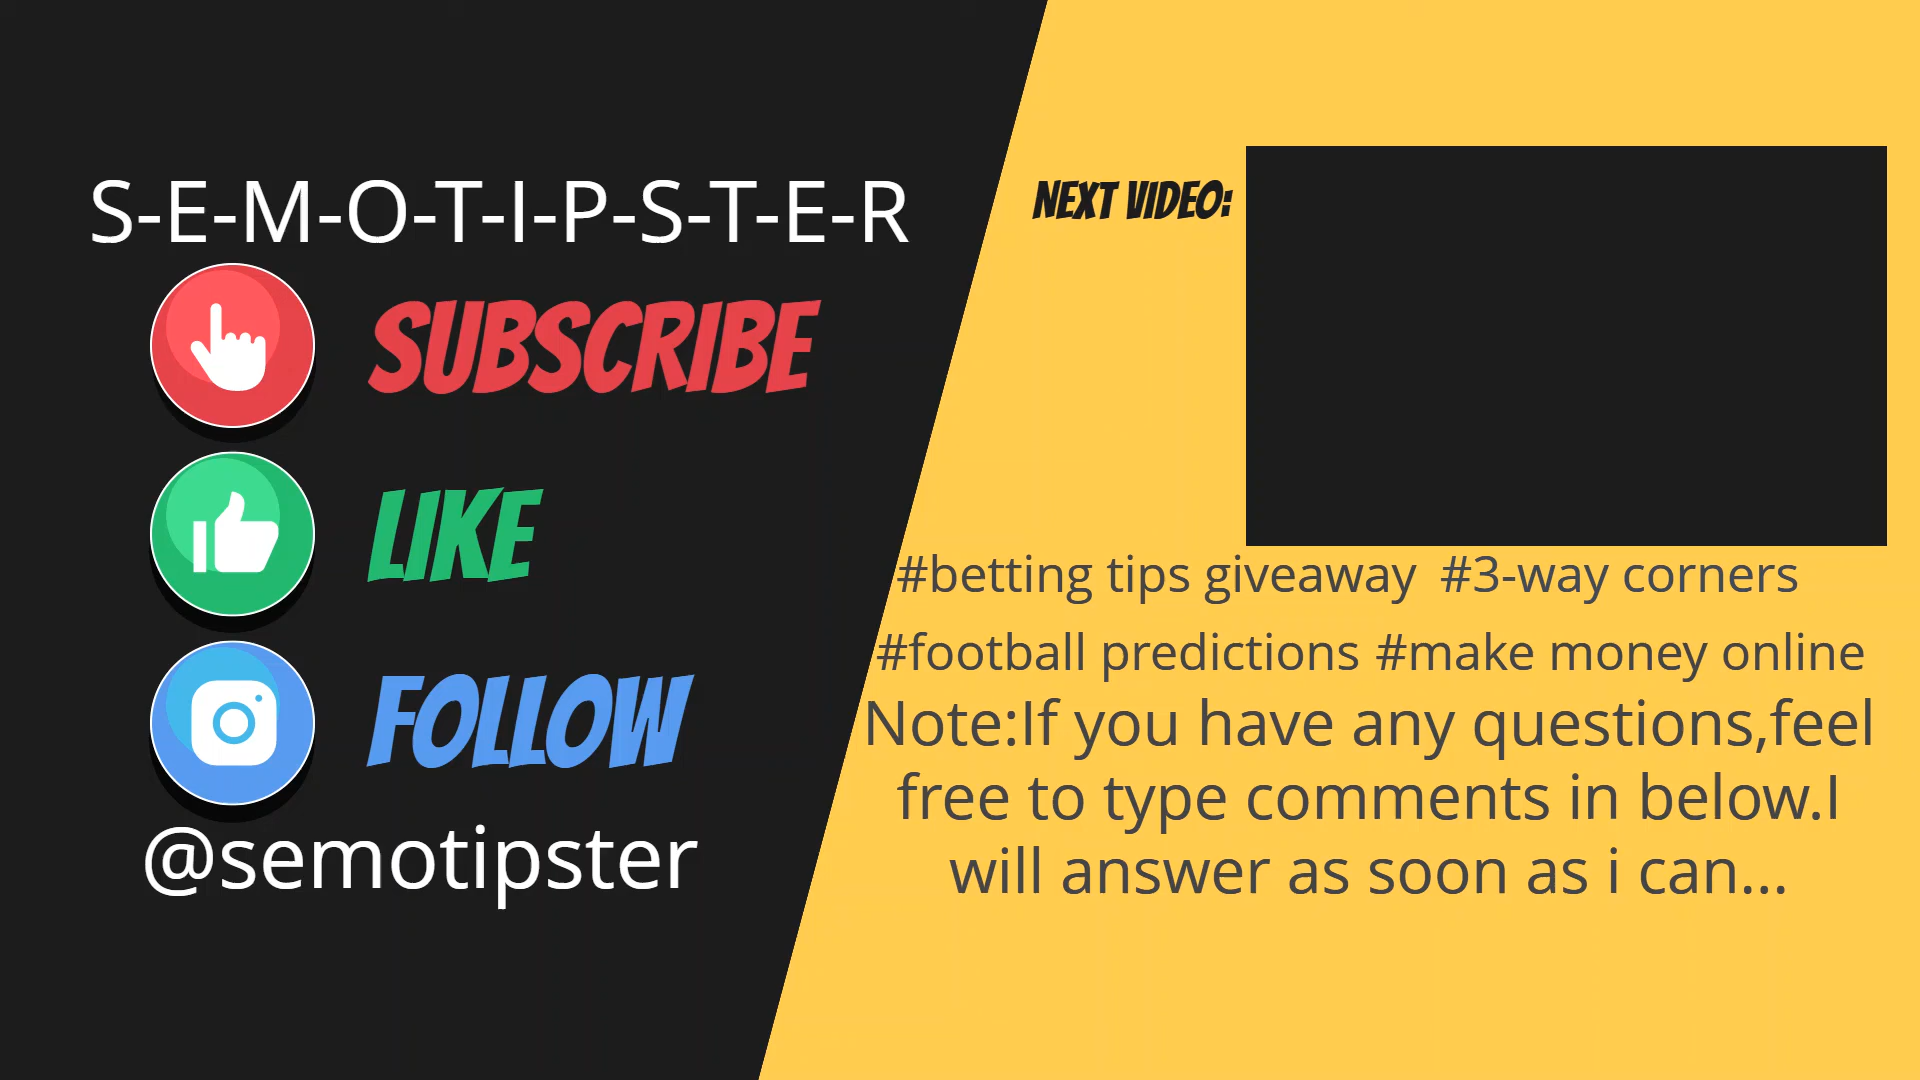 S-E-M-O-T-I-P-S-T-E-R
SUBSCRIBE
LIKE
FOLLOW
@semotipster
NEXT VIDEO:
#betting tips giveaway  #3-way corners
#football predictions #make money online
Note:If you have any questions,feel
free to type comments in below.I
will answer as soon as i can...